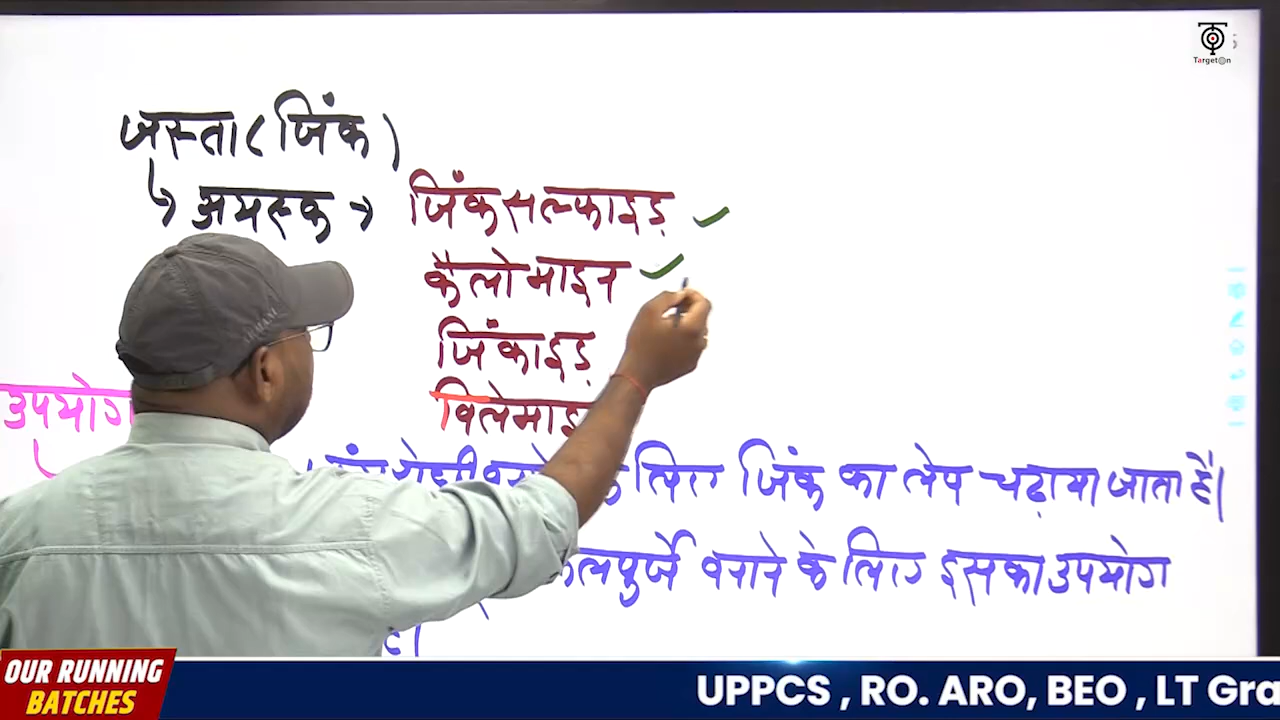 TargetOn
जस्ता (जिंक)
↳ अयस्क → जिंक सल्फाइड़ ✓
कैलोमाइन ✓
जिंकाइड़
विलेमाइ
उपयोग
के लिए जिंक का लेप चढ़ाया जाता है।
कलपुर्जे बनाने के लिए इसका उपयोग
है।
OUR RUNNING
BATCHES
UPPCS , RO. ARO, BEO , LT Gra